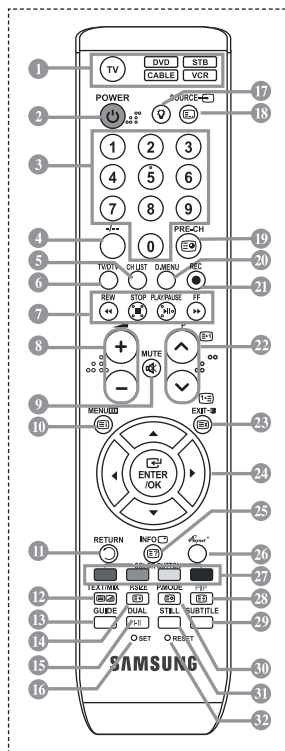 DVD STB
1 TV
CABLE VCR
POWER SOURCE 17
2 18
3 1 2 3
4 5 6
7 8 9
-/-- 0 PRE-CH
4 19
5 20
TV/DTV CH LIST D.MENU REC
6 21
REW STOP PLAY/PAUSE FF
7
8 + P 22
MUTE
9 −
MENU EXIT
10 23
ENTER
/OK
24
25
RETURN INFO
11 26
COLOR BUTTON
27
TEXT/MIX P.SIZE P.MODE PIP
12 28
GUIDE DUAL STILL SUBTITLE
13 I-II 29
14 30
15 SET RESET 31
16 SAMSUNG 32